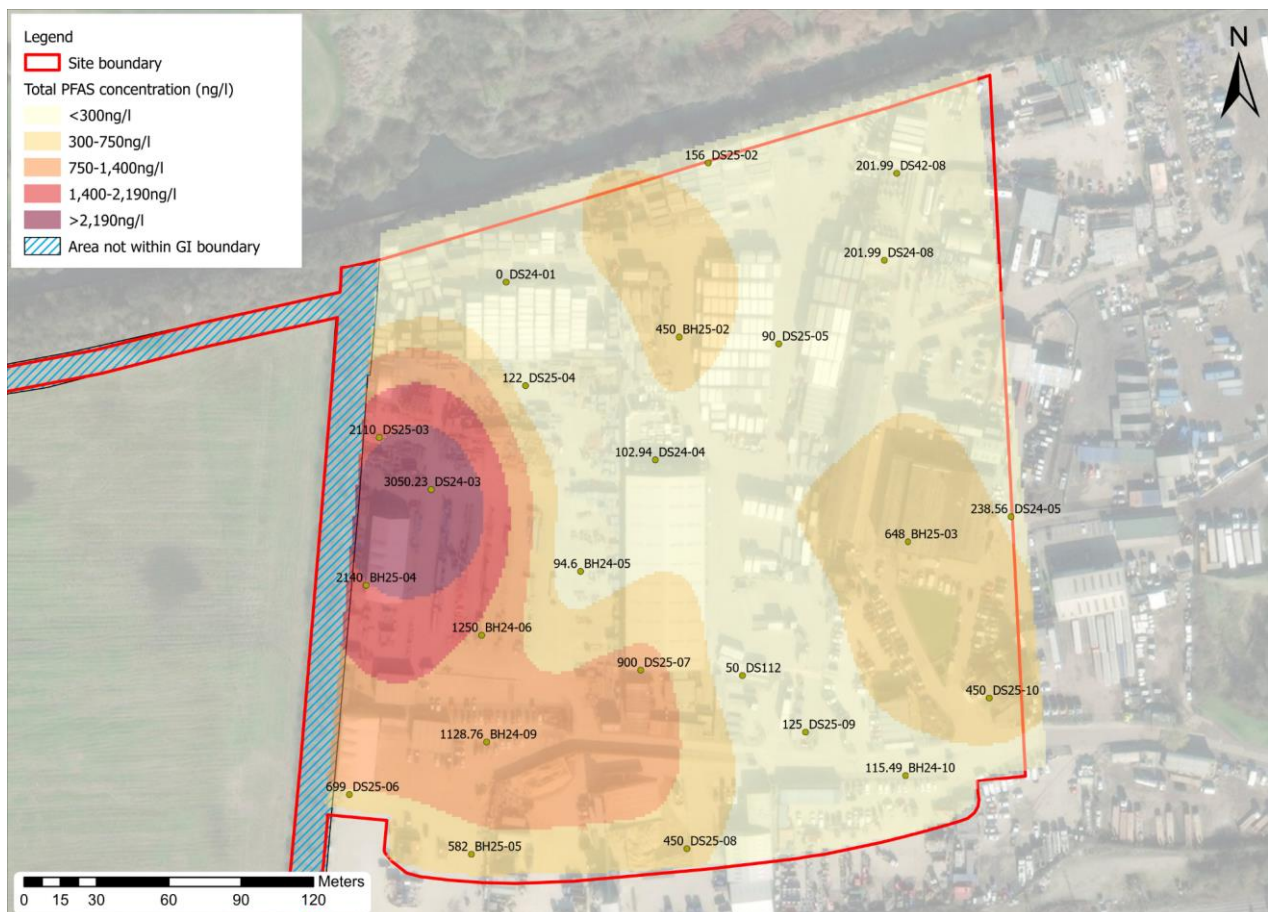 Legend
Site boundary
Total PFAS concentration (ng/l)
<300ng/l
300-750ng/l
750-1,400ng/l
1,400-2,190ng/l
>2,190ng/l
Area not within GI boundary
N
156_DS25-02
201.99_DS42-08
201.99_DS24-08
0_DS24-01
450_BH25-02
90_DS25-05
122_DS25-04
2110_DS25-03
102.94_DS24-04
3050.23_DS24-03
238.56_DS24-05
648_BH25-03
94.6_BH24-05
2140_BH25-04
1250_BH24-06
900_DS25-07
50_DS112
450_DS25-10
125_DS25-09
1128.76_BH24-09
115.49_BH24-10
699_DS25-06
582_BH25-05
450_DS25-08
Meters
0 15 30 60 90 120